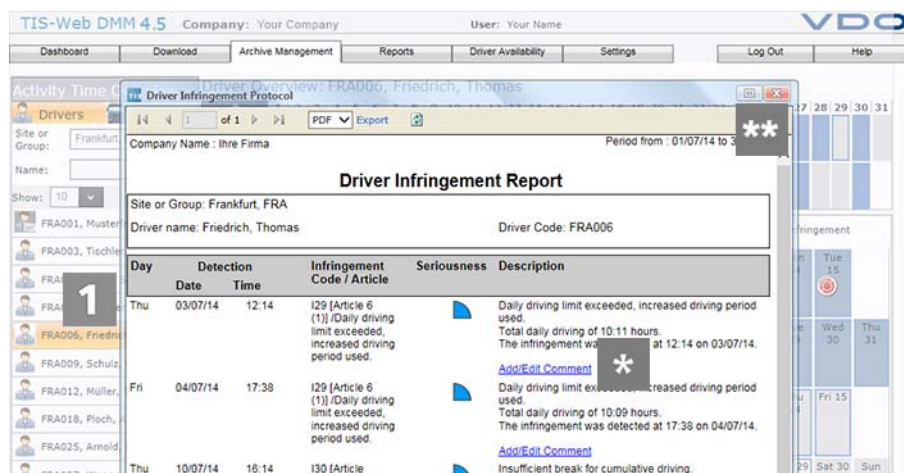 TIS-Web DMM 4.5 Company: Your Company User: Your Name VDO
Dashboard Download Archive Management Reports Driver Availability Settings Log Out Help
Activity Time
Driver Overview: FRA006, Friedrich, Thomas
Driver Infringement Protocol
Drivers
1 of 1 PDF Export
27 28 29 30 31
**
Site or Group: Frankfurt,
Company Name : Ihre Firma Period from : 01/07/14 to 3
Name:
Driver Infringement Report
Show: 10
Site or Group: Frankfurt, FRA
FRA001, Muster
Driver name: Friedrich, Thomas Driver Code: FRA006
FRA003, Tischle
Day Detection Infringement Seriousness Description
Date Time Code / Article
Tue
15
1
Thu 03/07/14 12:14 I29 [Article 6 Daily driving limit exceeded, increased driving period
(1)] /Daily driving used.
limit exceeded, Total daily driving of 10:11 hours.
increased driving The infringement wa at 12:14 on 03/07/14.
period used.
FRA006, Friedric
Wed Thu
30 31
Add/Edit Comment
*
FRA009, Schulz,
FRA012, Müller,
Fri 04/07/14 17:38 I29 [Article 6 Daily driving limit ex increased driving period
(1)] /Daily driving used.
limit exceeded, Total daily driving of 10:09 hours.
increased driving The infringement was detected at 17:38 on 04/07/14.
period used.
Fri 15
FRA018, Ploch,
FRA025, Arnold,
Add/Edit Comment
Thu 10/07/14 16:14 I30 [Article Insufficient break for cumulative driving.
29 Sat 30 Sun